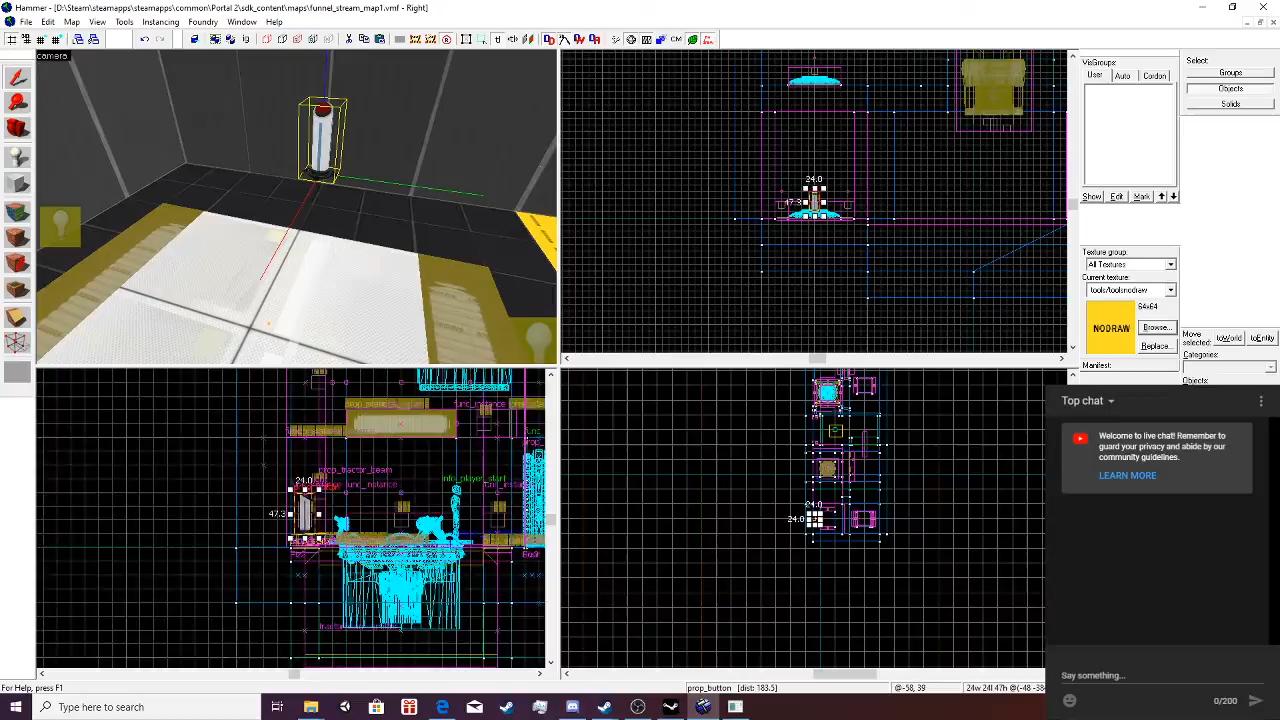 Hammer - [D:\Steam\steamapps\steamapps\common\Portal 2\sdk_content\maps\funnel_stream_map1.vmf - Right]
File Edit Map View Tools Instancing Foundry Window Help
camera
24.0
47.3
VisGroups:
User Auto Cordon
Show Edit Mark
Select:
Groups
Objects
Solids
Texture group:
All Textures
Current texture:
tools/toolsnodraw
64x64
NODRAW
Browse...
Replace...
Manifest:
Move selected:
toWorld toEntity
Categories:
Objects:
func_instance
prop_tractor_beam
info_player_start
24.0
47.3
24.0
24.0
Top chat
Welcome to live chat! Remember to
guard your privacy and abide by our
community guidelines.
LEARN MORE
Say something...
0/200
For Help, press F1
prop_button [dist: 183.5]
@-58, 39
Type here to search